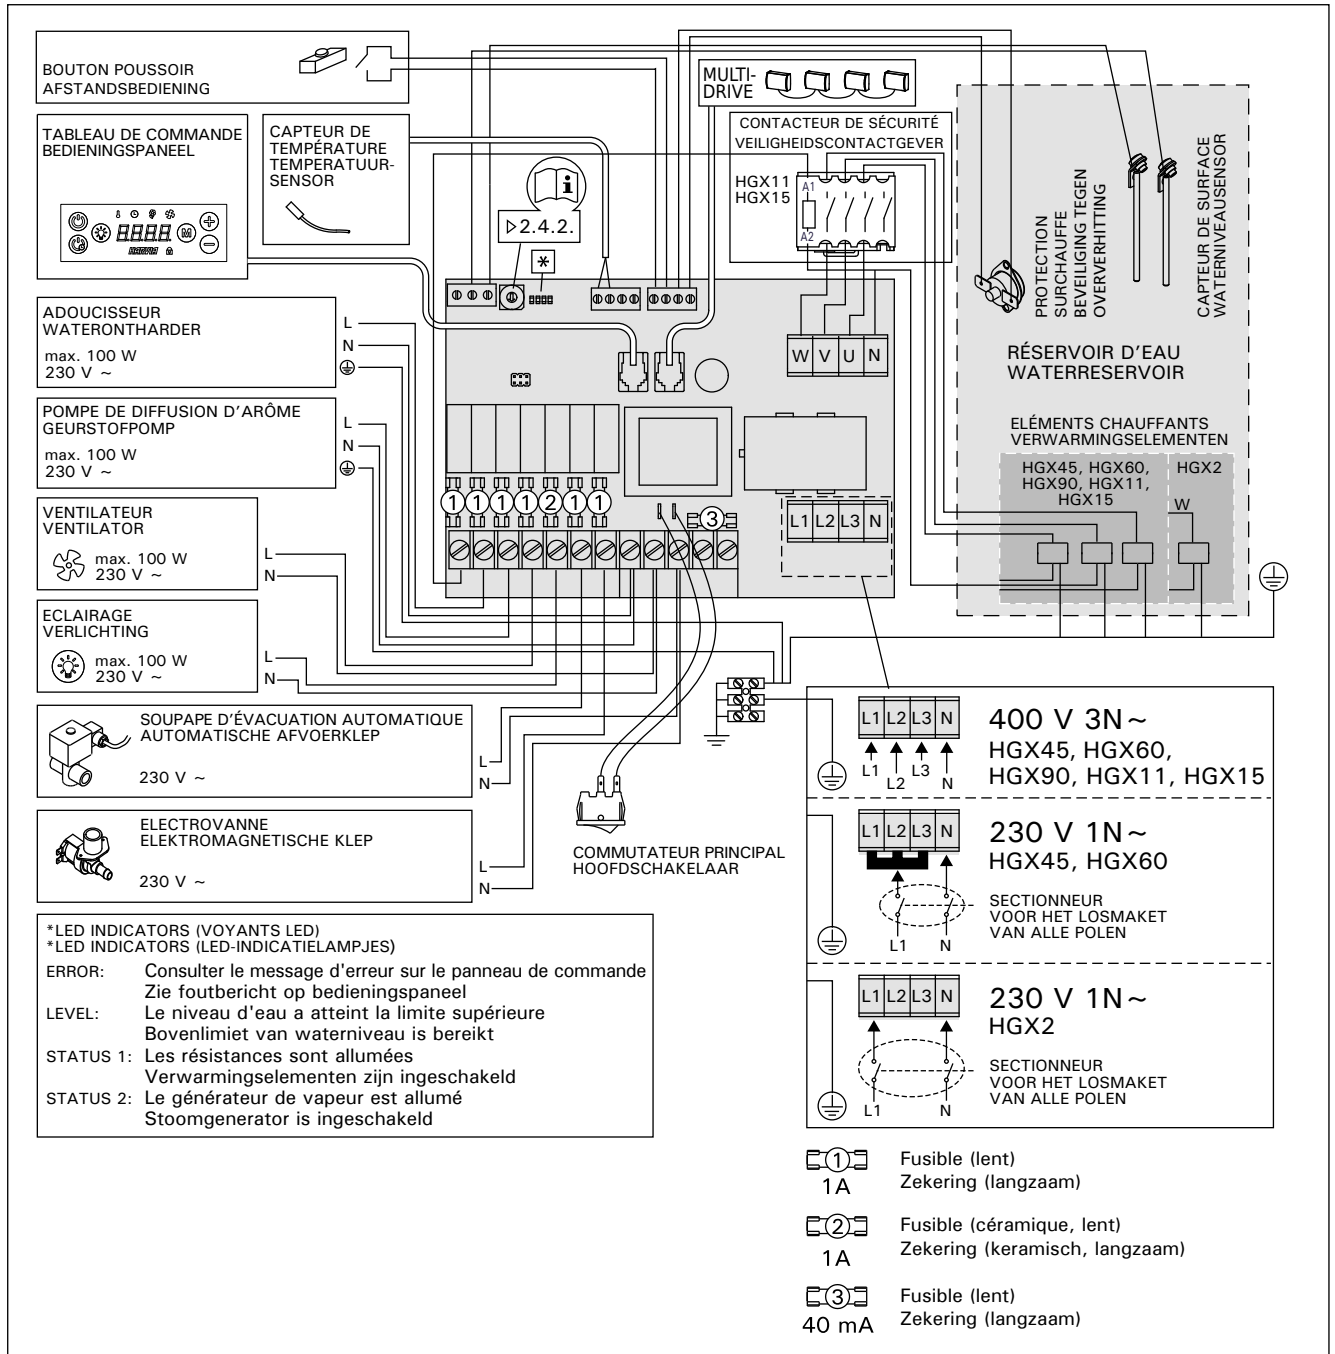 BOUTON POUSSOIR
AFSTANDSBEDIENING
MULTI-
DRIVE
TABLEAU DE COMMANDE
BEDIENINGSPANEEL
8888
M
HARVIA
CAPTEUR DE
TEMPÉRATURE
TEMPERATUUR-
SENSOR
i
2.4.2.
*
CONTACTEUR DE SÉCURITÉ
VEILIGHEIDSCONTACTGEVER
HGX11
HGX15
A1
A2
PROTECTION
SURCHAUFFE
BEVEILIGING TEGEN
OVERVERHITTING
CAPTEUR DE SURFACE
WATERNIVEAUSENSOR
RÉSERVOIR D'EAU
WATERRESERVOIR
ELÉMENTS CHAUFFANTS
VERWARMINGSELEMENTEN
HGX45, HGX60,
HGX90, HGX11,
HGX15
HGX2
W
ADOUCISSEUR
WATERONTHARDER
max. 100 W
230 V ~
L
N
POMPE DE DIFFUSION D'ARÔME
GEURSTOFPOMP
max. 100 W
230 V ~
L
N
VENTILATEUR
VENTILATOR
max. 100 W
230 V ~
L
N
ECLAIRAGE
VERLICHTING
max. 100 W
230 V ~
L
N
SOUPAPE D'ÉVACUATION AUTOMATIQUE
AUTOMATISCHE AFVOERKLEP
230 V ~
L
N
ELECTROVANNE
ELEKTROMAGNETISCHE KLEP
230 V ~
L
N
W V U N
1 1 1 1 2 1 1
3
L1 L2 L3 N
COMMUTATEUR PRINCIPAL
HOOFDSCHAKELAAR
L1 L2 L3 N
L1
L2
L3
N
400 V 3N~
HGX45, HGX60,
HGX90, HGX11, HGX15
L1 L2 L3 N
L1
N
230 V 1N~
HGX45, HGX60
SECTIONNEUR
VOOR HET LOSMAKET
VAN ALLE POLEN
L1 L2 L3 N
L1
N
230 V 1N~
HGX2
SECTIONNEUR
VOOR HET LOSMAKET
VAN ALLE POLEN
*LED INDICATORS (VOYANTS LED)
*LED INDICATORS (LED-INDICATIELAMPJES)
ERROR: Consulter le message d'erreur sur le panneau de commande
Zie foutbericht op bedieningspaneel
LEVEL: Le niveau d'eau a atteint la limite supérieure
Bovenlimiet van waterniveau is bereikt
STATUS 1: Les résistances sont allumées
Verwarmingselementen zijn ingeschakeld
STATUS 2: Le générateur de vapeur est allumé
Stoomgenerator is ingeschakeld
1
1A
Fusible (lent)
Zekering (langzaam)
2
1A
Fusible (céramique, lent)
Zekering (keramisch, langzaam)
3
40 mA
Fusible (lent)
Zekering (langzaam)